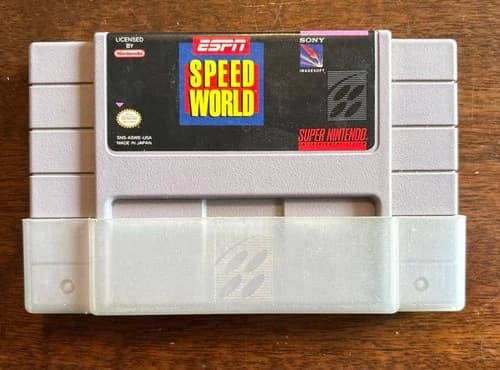 LICENSED
BY
Nintendo
ESPN
SPEED
WORLD
SONY
IMAGESOFT
SNS-ASWE-USA
MADE IN JAPAN
SUPER NINTENDO